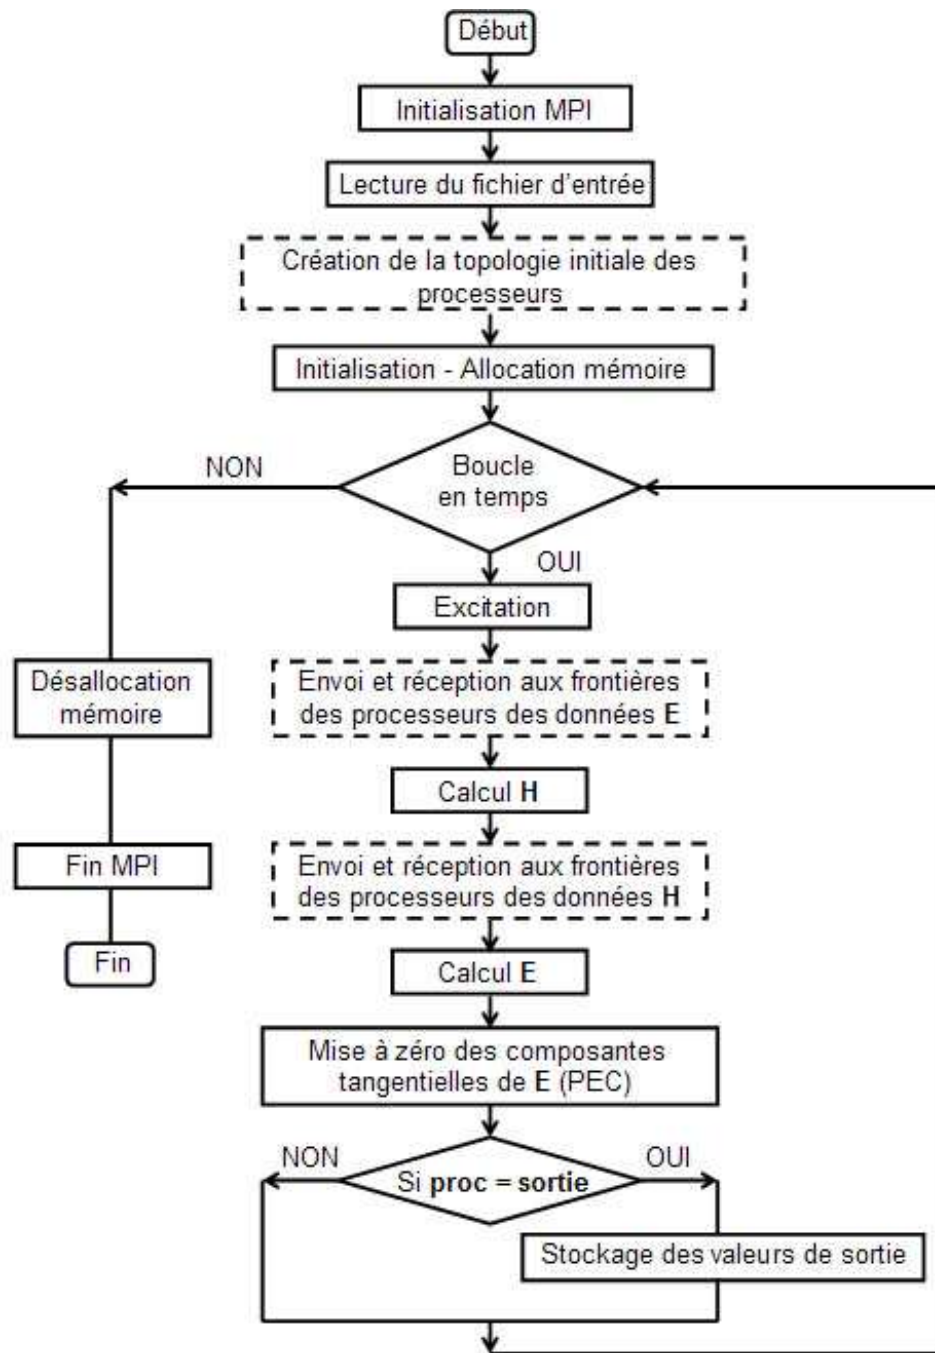 Début
Initialisation MPI
Lecture du fichier d'entrée
Création de la topologie initiale des
processeurs
Initialisation - Allocation mémoire
Boucle
en temps
NON
OUI
Excitation
Envoi et réception aux frontières
des processeurs des données E
Calcul H
Envoi et réception aux frontières
des processeurs des données H
Calcul E
Mise à zéro des composantes
tangentielles de E (PEC)
Si proc = sortie
NON
OUI
Stockage des valeurs de sortie
Désallocation
mémoire
Fin MPI
Fin